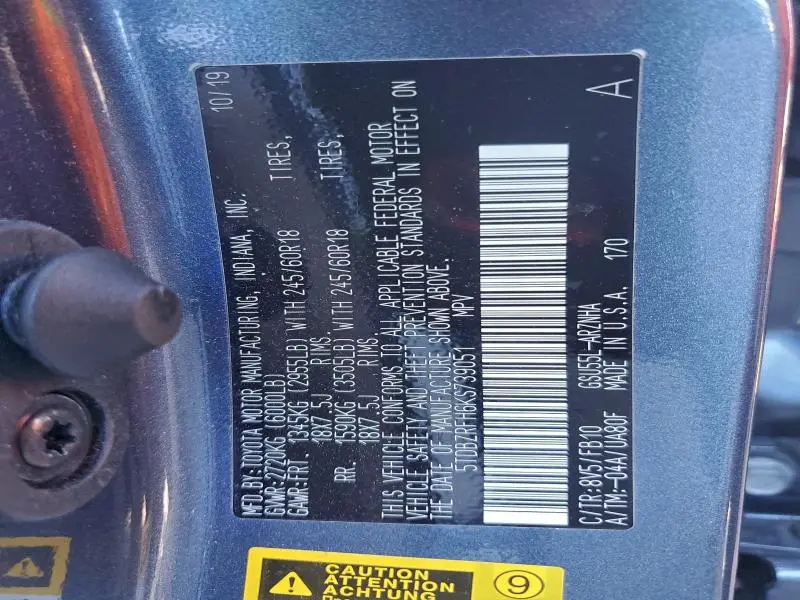 MFD.BY:TOYOTA MOTOR MANUFACTURING, INDIANA, INC. 10/19
GVWR-2720KG (6000LB)
GAWR-FRT 1345KG (2955LB) WITH 245/60R18 TIRES,
18X7.5J RIMS
RR. 1590KG (3505LB) WITH 245/60R18 TIRES,
18X7.5J RIMS
THIS VEHICLE CONFORMS TO ALL APPLICABLE FEDERAL MOTOR
VEHICLE SAFETY AND THEFT PREVENTION STANDARDS IN EFFECT ON
THE DATE OF MANUFACTURE SHOWN ABOVE.
5TDBZRFH6KS739051 MPV
C/TR:8V5/FB10 GSU55L-ARZNHA A
A/TM:-04A/UA80F MADE IN U.S.A. 170
CAUTION
ATTENTION
ACHTUNG
9